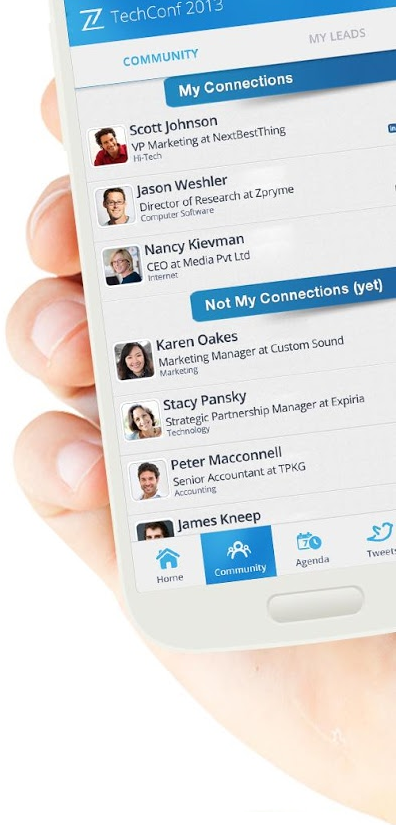 TechConf 2013
COMMUNITY
MY LEADS
My Connections
Scott Johnson
VP Marketing at NextBestThing
Hi-Tech
in
Jason Weshler
Director of Research at Zpryme
Computer Software
Nancy Kievman
CEO at Media Pvt Ltd
Internet
Not My Connections (yet)
Karen Oakes
Marketing Manager at Custom Sound
Marketing
Stacy Pansky
Strategic Partnership Manager at Expiria
Technology
Peter Macconnell
Senior Accountant at TPKG
Accounting
James Kneep
7
Home
Community
Agenda
Tweets